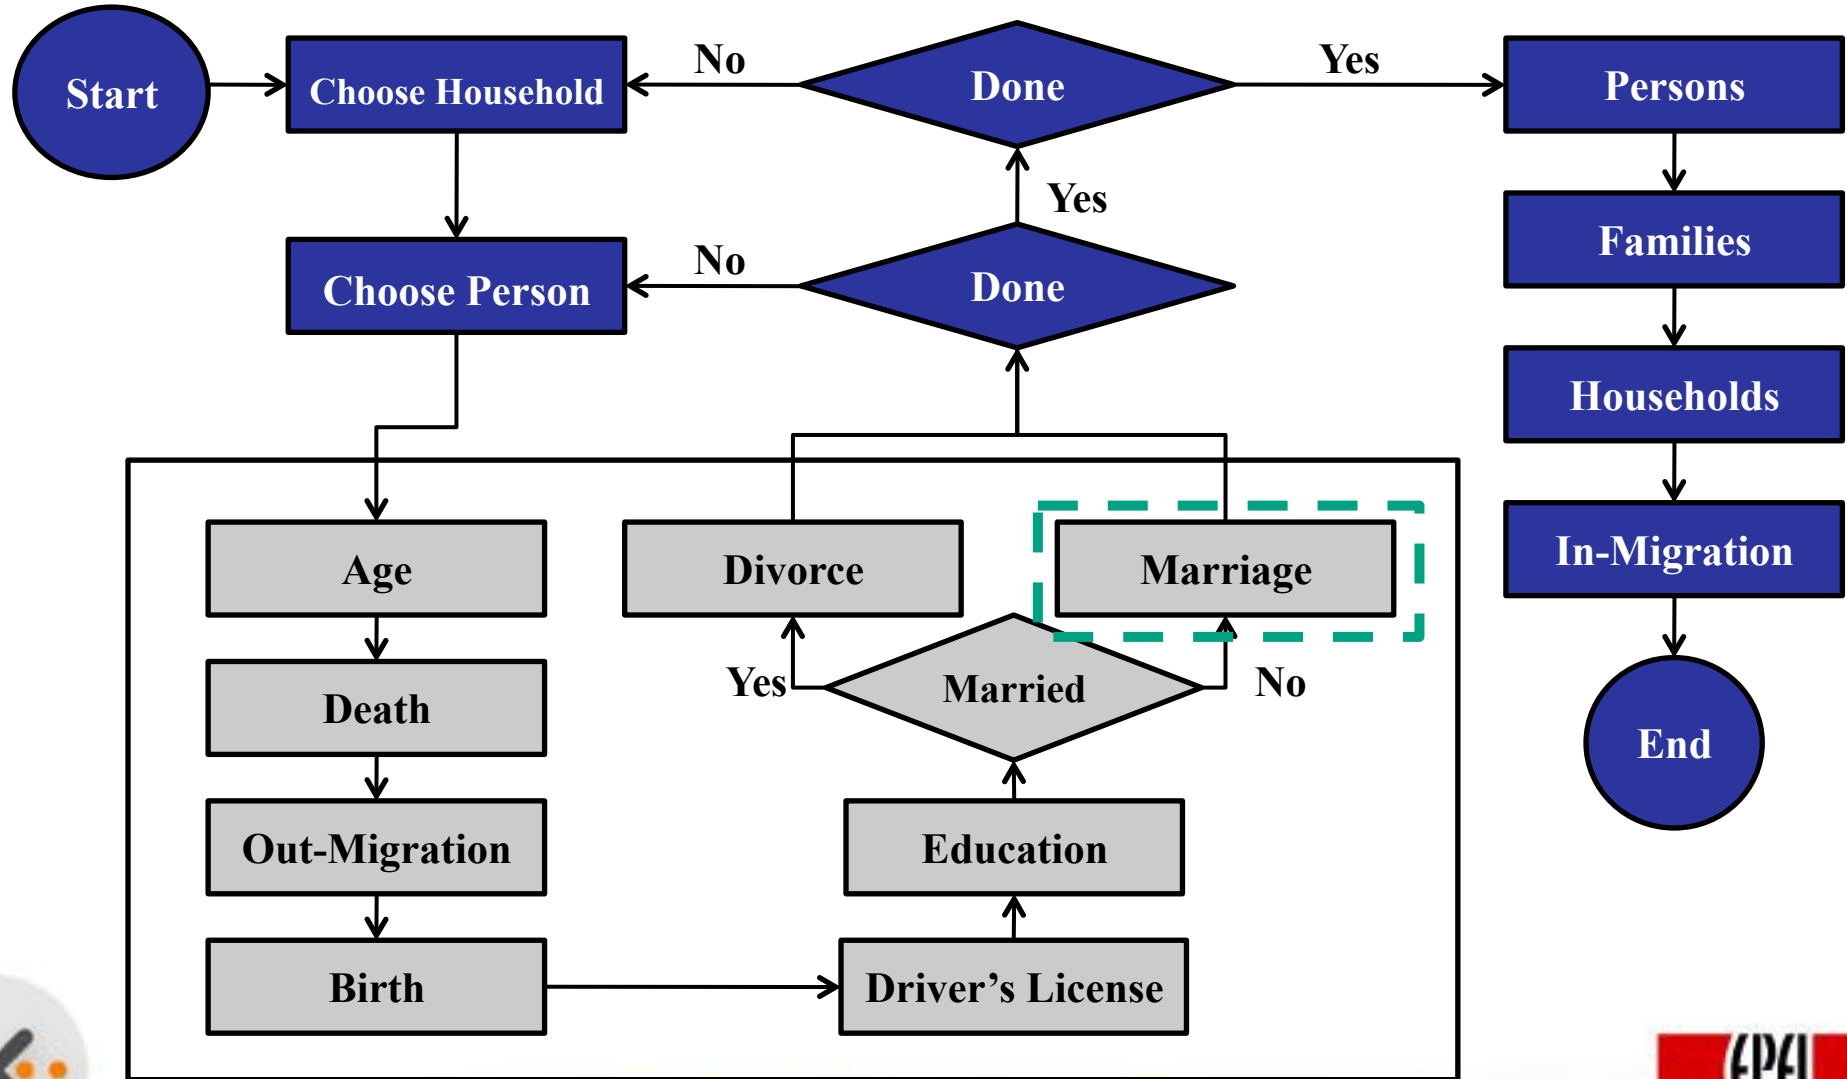 Start
Choose Household
No
Done
Yes
Persons
Yes
Families
Choose Person
No
Done
Households
Age
Divorce
Marriage
In-Migration
Death
Yes
Married
No
End
Out-Migration
Education
Birth
Driver’s License